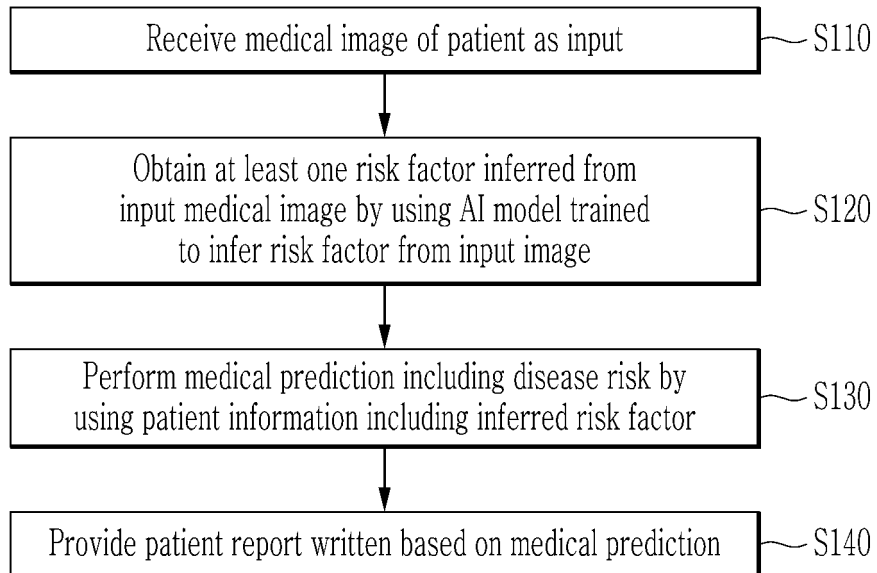 Receive medical image of patient as input
S110
Obtain at least one risk factor inferred from
input medical image by using AI model trained
to infer risk factor from input image
S120
Perform medical prediction including disease risk by
using patient information including inferred risk factor
S130
Provide patient report written based on medical prediction
S140